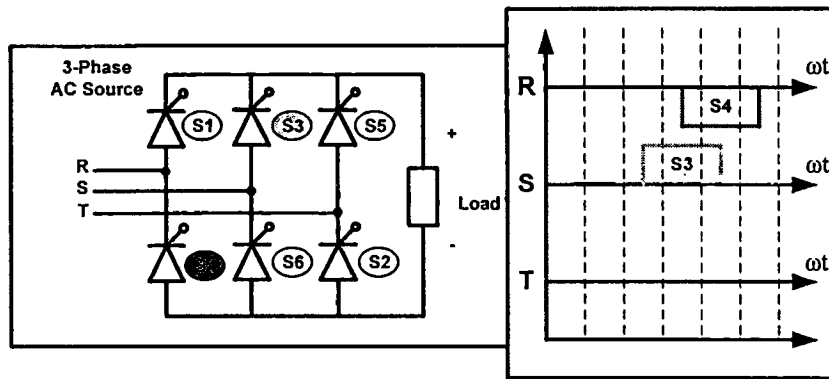 3-Phase
AC Source
S1
S3
S5
R
S
T
S6
S2
+
Load
-
R
ωt
S4
S
ωt
S3
T
ωt